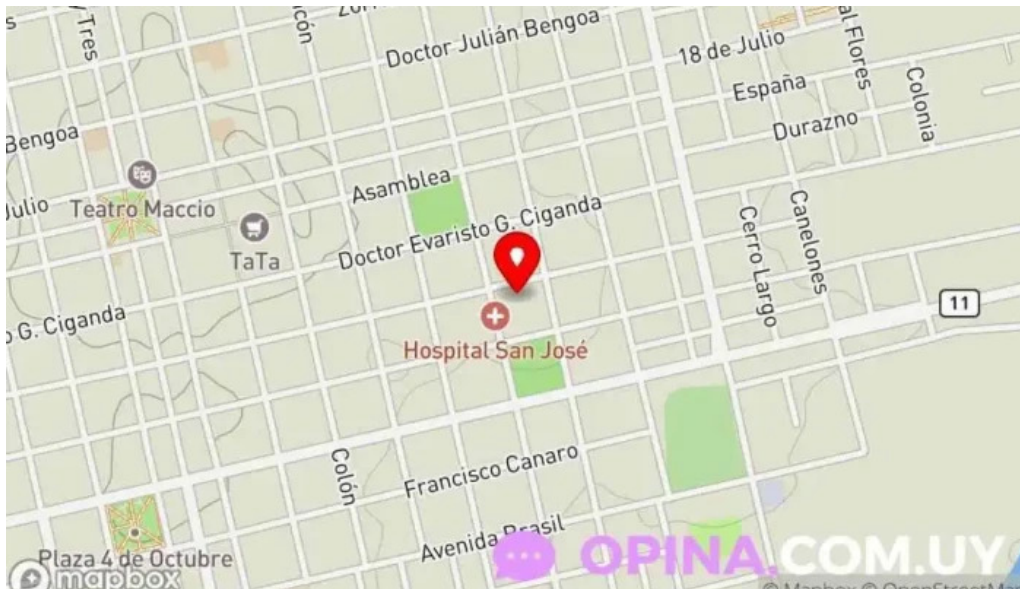 Tres
cón
Doctor Julián Bengoa
18 de Julio
al Flores
España
Colonia
Durazno
Bengoa
Asamblea
Julio
Teatro Maccio
TaTa
Doctor Evaristo G. Ciganda
Canelones
Cerro Largo
o G. Ciganda
11
Hospital San José
Colón
Francisco Canaro
Avenida Brasil
Plaza 4 de Octubre
mapbox
OPINA.COM.UY
© Mapbox © OpenStreetMap